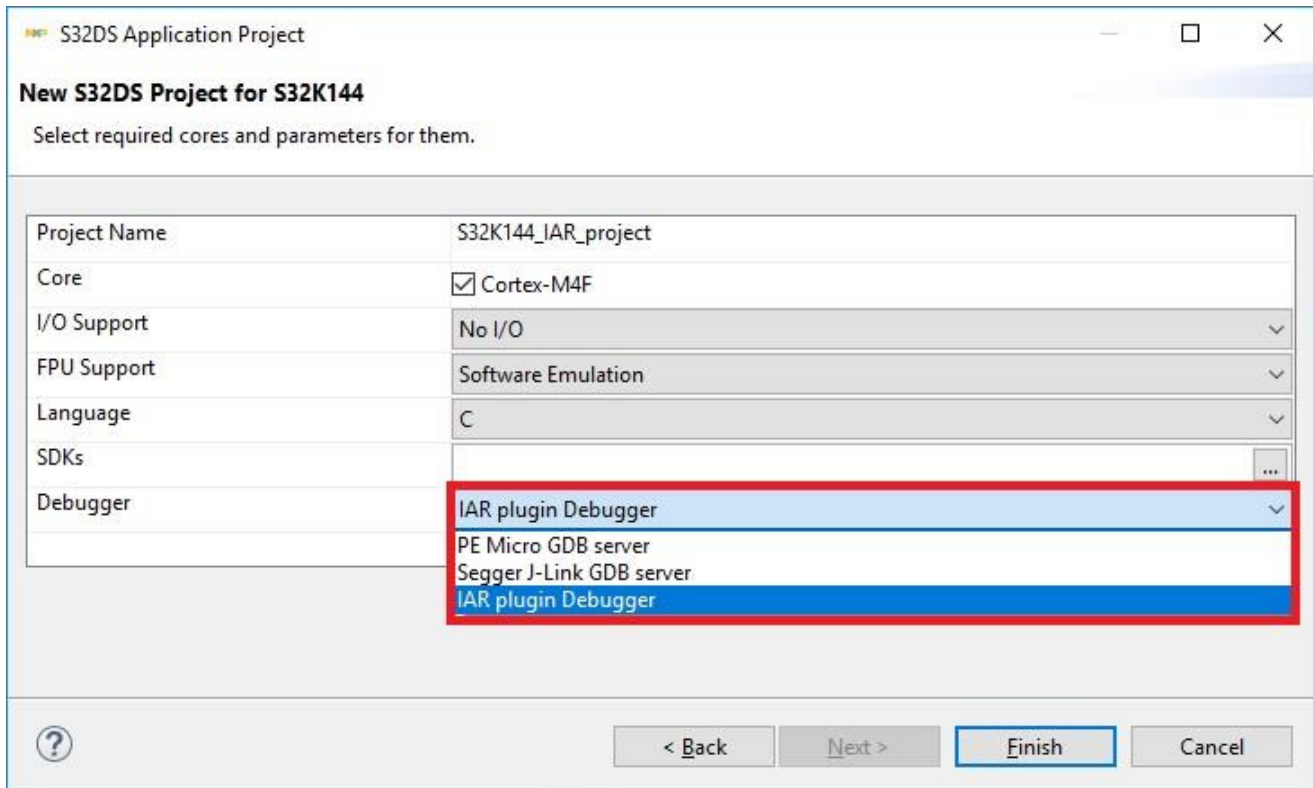 NXP S32DS Application Project
New S32DS Project for S32K144
Select required cores and parameters for them.
Project Name S32K144_IAR_project
Core Cortex-M4F
I/O Support No I/O
FPU Support Software Emulation
Language C
SDKs ...
Debugger IAR plugin Debugger
PE Micro GDB server
Segger J-Link GDB server
IAR plugin Debugger
? < Back Next > Finish Cancel